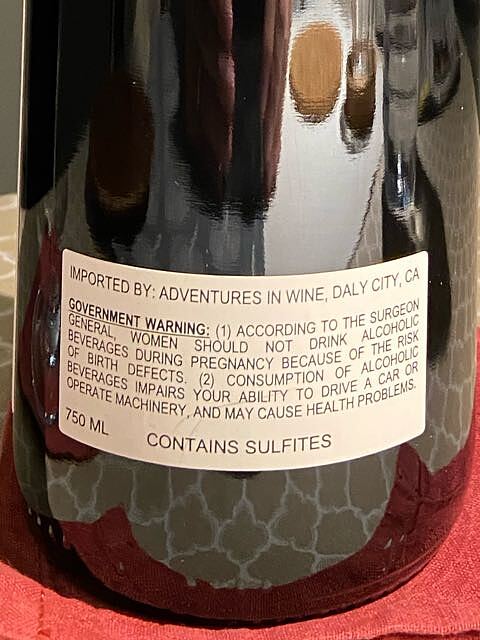 IMPORTED BY: ADVENTURES IN WINE, DALY CITY, CA
GOVERNMENT WARNING: (1) ACCORDING TO THE SURGEON
GENERAL, WOMEN SHOULD NOT DRINK ALCOHOLIC
BEVERAGES DURING PREGNANCY BECAUSE OF THE RISK
OF BIRTH DEFECTS. (2) CONSUMPTION OF ALCOHOLIC
BEVERAGES IMPAIRS YOUR ABILITY TO DRIVE A CAR OR
OPERATE MACHINERY, AND MAY CAUSE HEALTH PROBLEMS.
750 ML CONTAINS SULFITES